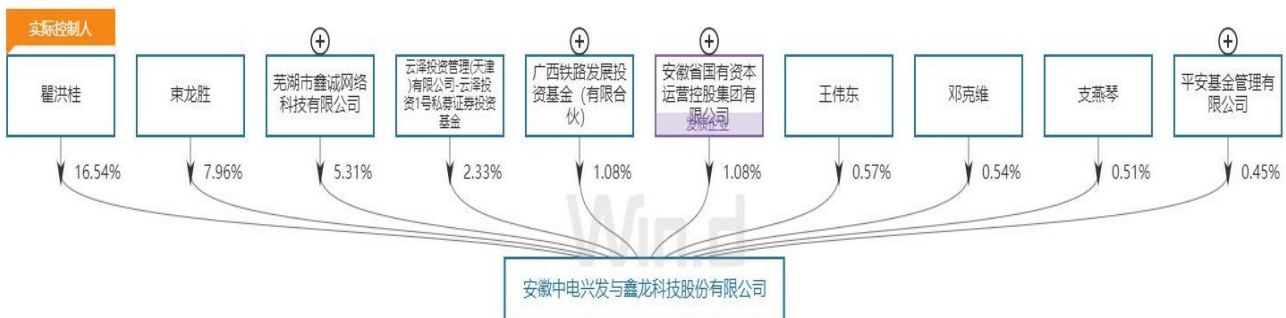 实际控制人
瞿洪桂
束龙胜
芜湖市鑫诚网络
科技有限公司
云泽投资管理(天津
)有限公司-云泽投
资1号私募证券投资
基金
广西铁路发展投
资基金（有限合
伙）
安徽省国有资本
运营控股集团有
限公司
发债企业
王伟东
邓克维
支燕琴
平安基金管理有
限公司
16.54%
7.96%
5.31%
2.33%
1.08%
1.08%
0.57%
0.54%
0.51%
0.45%
Win.d
安徽中电兴发与鑫龙科技股份有限公司